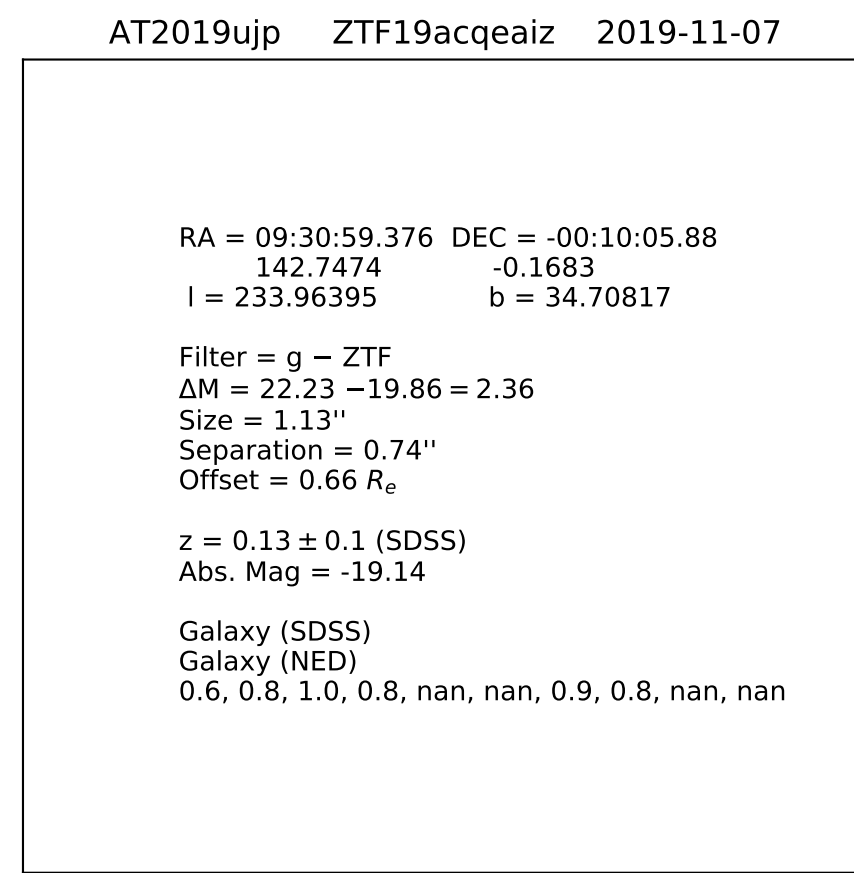 AT2019ujp ZTF19acqeaiz 2019-11-07
RA = 09:30:59.376 DEC = -00:10:05.88
142.7474 -0.1683
l = 233.96395 b = 34.70817
Filter = g − ZTF
ΔM = 22.23 −19.86 = 2.36
Size = 1.13''
Separation = 0.74''
Offset = 0.66 Re
z = 0.13 ± 0.1 (SDSS)
Abs. Mag = -19.14
Galaxy (SDSS)
Galaxy (NED)
0.6, 0.8, 1.0, 0.8, nan, nan, 0.9, 0.8, nan, nan